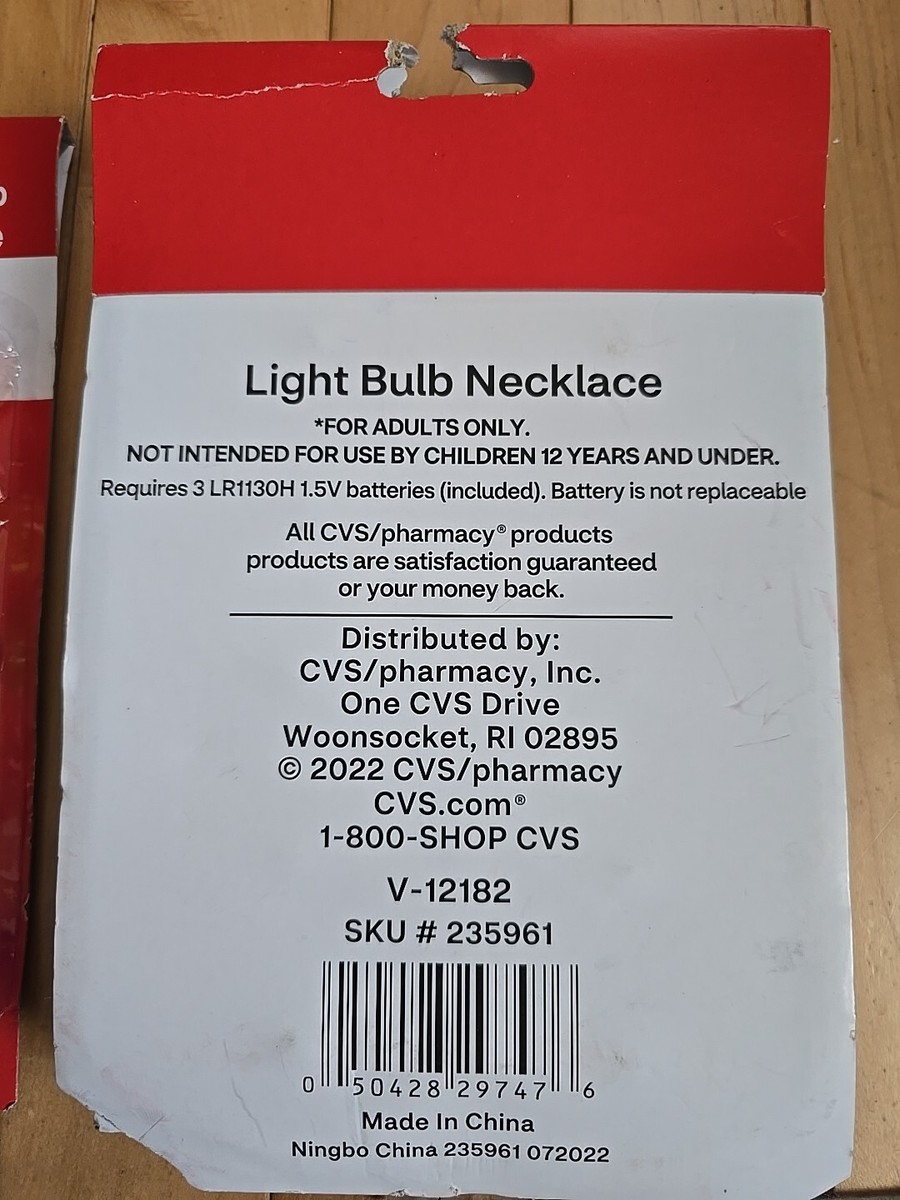 Light Bulb Necklace
*FOR ADULTS ONLY.
NOT INTENDED FOR USE BY CHILDREN 12 YEARS AND UNDER.
Requires 3 LR1130H 1.5V batteries (included). Battery is not replaceable
All CVS/pharmacy® products
products are satisfaction guaranteed
or your money back.
Distributed by:
CVS/pharmacy, Inc.
One CVS Drive
Woonsocket, RI 02895
© 2022 CVS/pharmacy
CVS.com®
1-800-SHOP CVS
V-12182
SKU # 235961
0 50428 29747 6
Made In China
Ningbo China 235961 072022